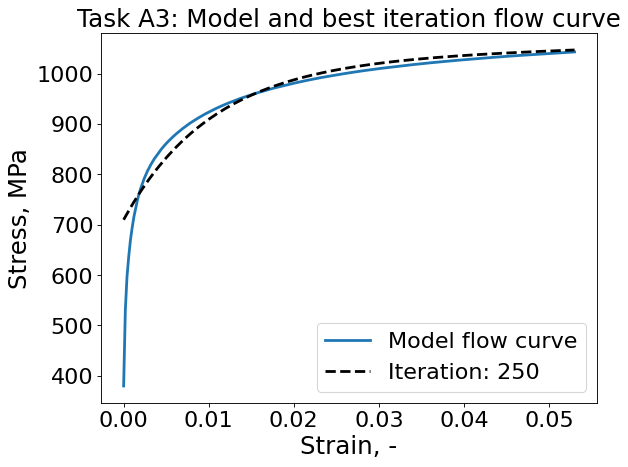 Task A3: Model and best iteration flow curve
Stress, MPa
1000
900
800
700
600
500
400
Model flow curve
Iteration: 250
0.00 0.01 0.02 0.03 0.04 0.05
Strain, -